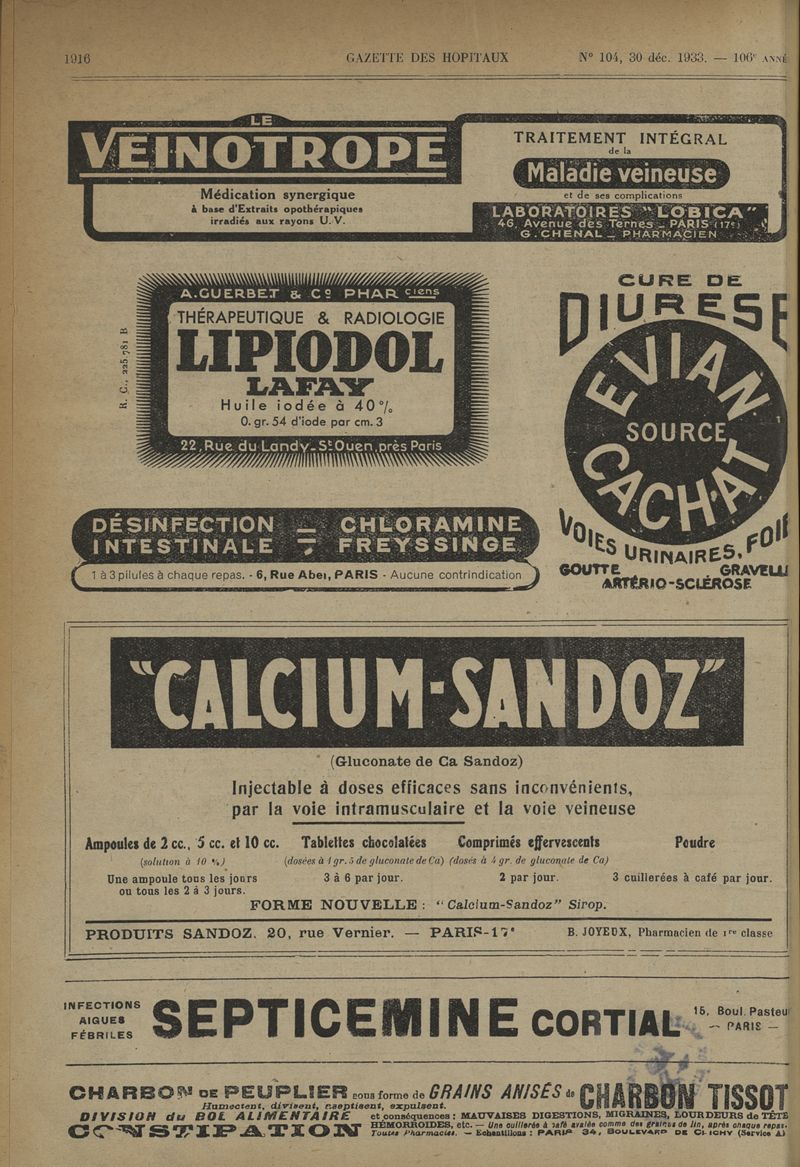 1916
GAZETTE DES HOPITAUX
N° 104, 30 déc. 1933. — 106e ANNÉ
LE
VEINOTROPE
Médication synergique
à base d'Extraits opothérapiques
irradiés aux rayons U.V.
TRAITEMENT INTÉGRAL
de la
Maladie veineuse
et de ses complications
LABORATOIRES "LOBICA"
46, Avenue des Ternes - PARIS (17e)
G. CHENAL - PHARMACIEN
R. C., 225.781 B
A. GUERBET & Co PHARciens
THÉRAPEUTIQUE & RADIOLOGIE
LIPIODOL
LAFAY
Huile iodée à 40 %
0. gr. 54 d'iode par cm. 3
22, Rue du Landy - St Ouen, près Paris
CURE DE
DIURESE
EVIAN
SOURCE
CACHAT
VOIES URINAIRES, FOIE
GOUTTE GRAVELL
ARTÉRIO-SCLÉROSE
DÉSINFECTION — CHLORAMINE
INTESTINALE FREYSSINGE
1 à 3 pilules à chaque repas. - 6, Rue Abel, PARIS - Aucune contrindication
"CALCIUM-SANDOZ"
(Gluconate de Ca Sandoz)
Injectable à doses efficaces sans inconvénients,
par la voie intramusculaire et la voie veineuse
Ampoules de 2 cc., 5 cc. et 10 cc. Tablettes chocolatées Comprimés effervescents Poudre
(solution à 10 %) (dosées à 1 gr. 5 de gluconate de Ca) (dosés à 4 gr. de gluconate de Ca)
Une ampoule tous les jours 3 à 6 par jour. 2 par jour. 3 cuillerées à café par jour.
ou tous les 2 à 3 jours.
FORME NOUVELLE : "Calcium-Sandoz" Sirop.
PRODUITS SANDOZ, 20, rue Vernier. — PARIS-17e B. JOYEUX, Pharmacien de 1re classe
INFECTIONS
AIGUES
FÉBRILES
SEPTICEMINE CORTIAL
15, Boul. Pasteu
— PARIS —
CHARBON DE PEUPLIER sous forme de GRAINS ANISÉS de CHARBON TISSOT
Humectent, divisent, aseptisent, expulsent.
DIVISION du BOL ALIMENTAIRE et conséquences : MAUVAISES DIGESTIONS, MIGRAINES, LOURDEURS de TÊTE
CONSTIPATION HÉMORROIDES, etc. — Une cuillerée à café avalée comme des graines de lin, après chaque repas.
Toutes Pharmacies. — Echantillons : PARIS 34, BOULEVARD DE CLICHY (Service A)